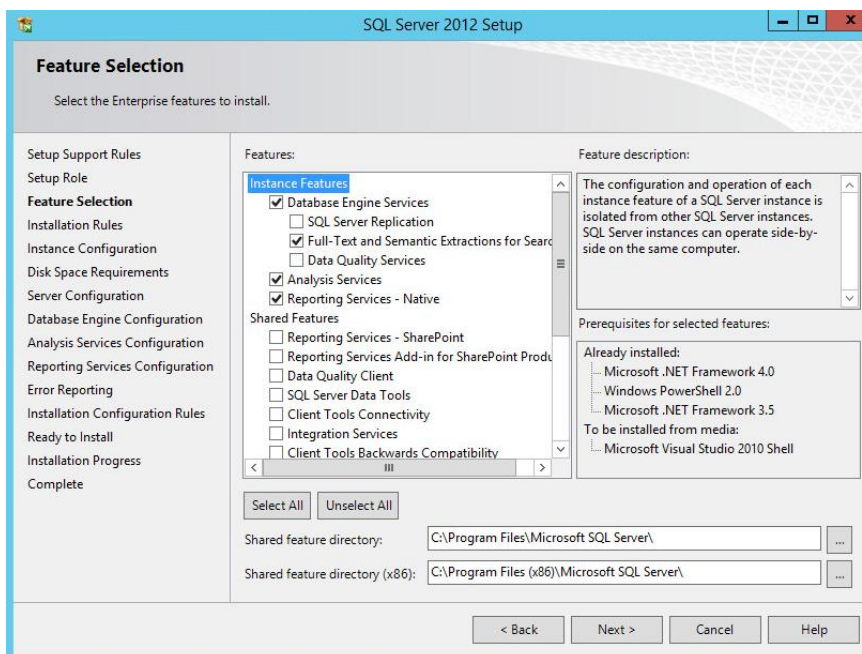 SQL Server 2012 Setup
Feature Selection
Select the Enterprise features to install.
Setup Support Rules
Setup Role
Feature Selection
Installation Rules
Instance Configuration
Disk Space Requirements
Server Configuration
Database Engine Configuration
Analysis Services Configuration
Reporting Services Configuration
Error Reporting
Installation Configuration Rules
Ready to Install
Installation Progress
Complete
Features:
Instance Features
Database Engine Services
SQL Server Replication
Full-Text and Semantic Extractions for Searc
Data Quality Services
Analysis Services
Reporting Services - Native
Shared Features
Reporting Services - SharePoint
Reporting Services Add-in for SharePoint Produ
Data Quality Client
SQL Server Data Tools
Client Tools Connectivity
Integration Services
Client Tools Backwards Compatibility
Feature description:
The configuration and operation of each
instance feature of a SQL Server instance is
isolated from other SQL Server instances.
SQL Server instances can operate side-by-
side on the same computer.
Prerequisites for selected features:
Already installed:
Microsoft .NET Framework 4.0
Windows PowerShell 2.0
Microsoft .NET Framework 3.5
To be installed from media:
Microsoft Visual Studio 2010 Shell
Select All Unselect All
Shared feature directory: C:\Program Files\Microsoft SQL Server\ ...
Shared feature directory (x86): C:\Program Files (x86)\Microsoft SQL Server\ ...
< Back Next > Cancel Help